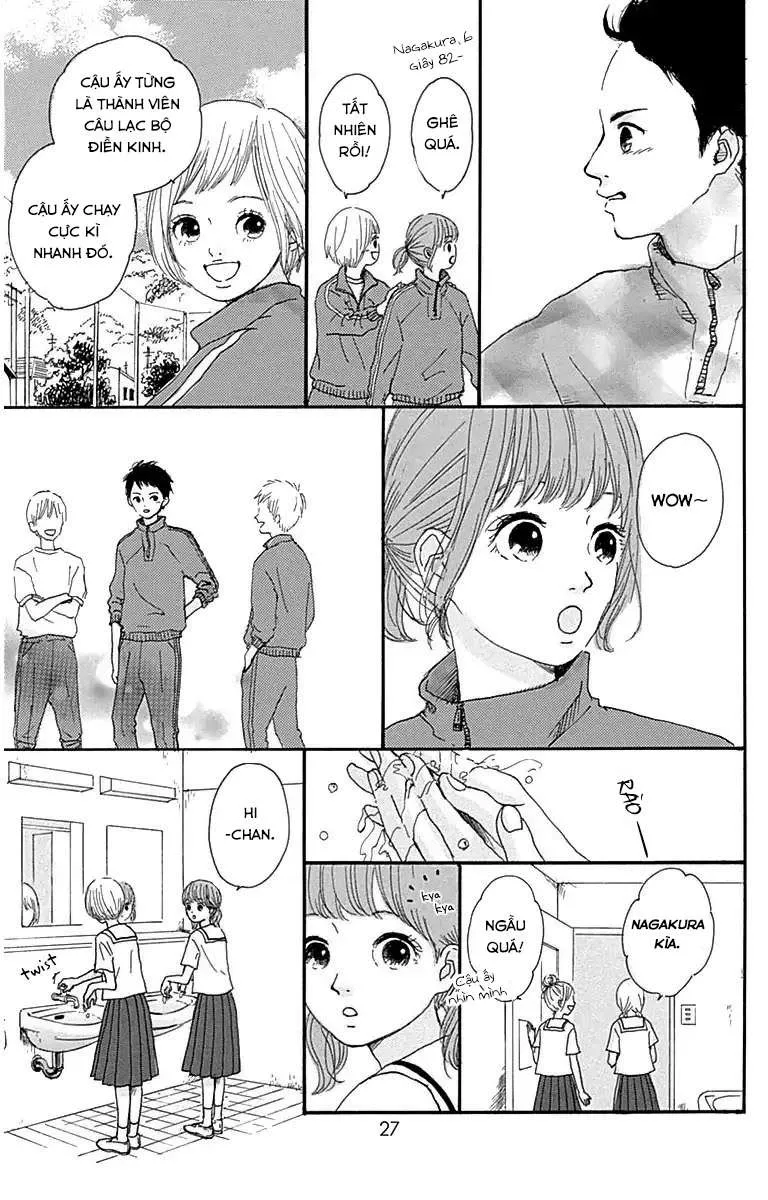 Nagakura, 6
Giây 82-
GHÊ
QUÁ.
TẤT
NHIÊN
RỒI!
CẬU ẤY TỪNG
LÀ THÀNH VIÊN
CÂU LẠC BỘ
ĐIỀN KINH.
CẬU ẤY CHẠY
CỰC KÌ
NHANH ĐÓ.
WOW~
RÀO —
HI
-CHAN.
twist
NAGAKURA
KÌA.
NGẦU
QUÁ!
Cậu ấy
nhìn mình
kya
kya
27